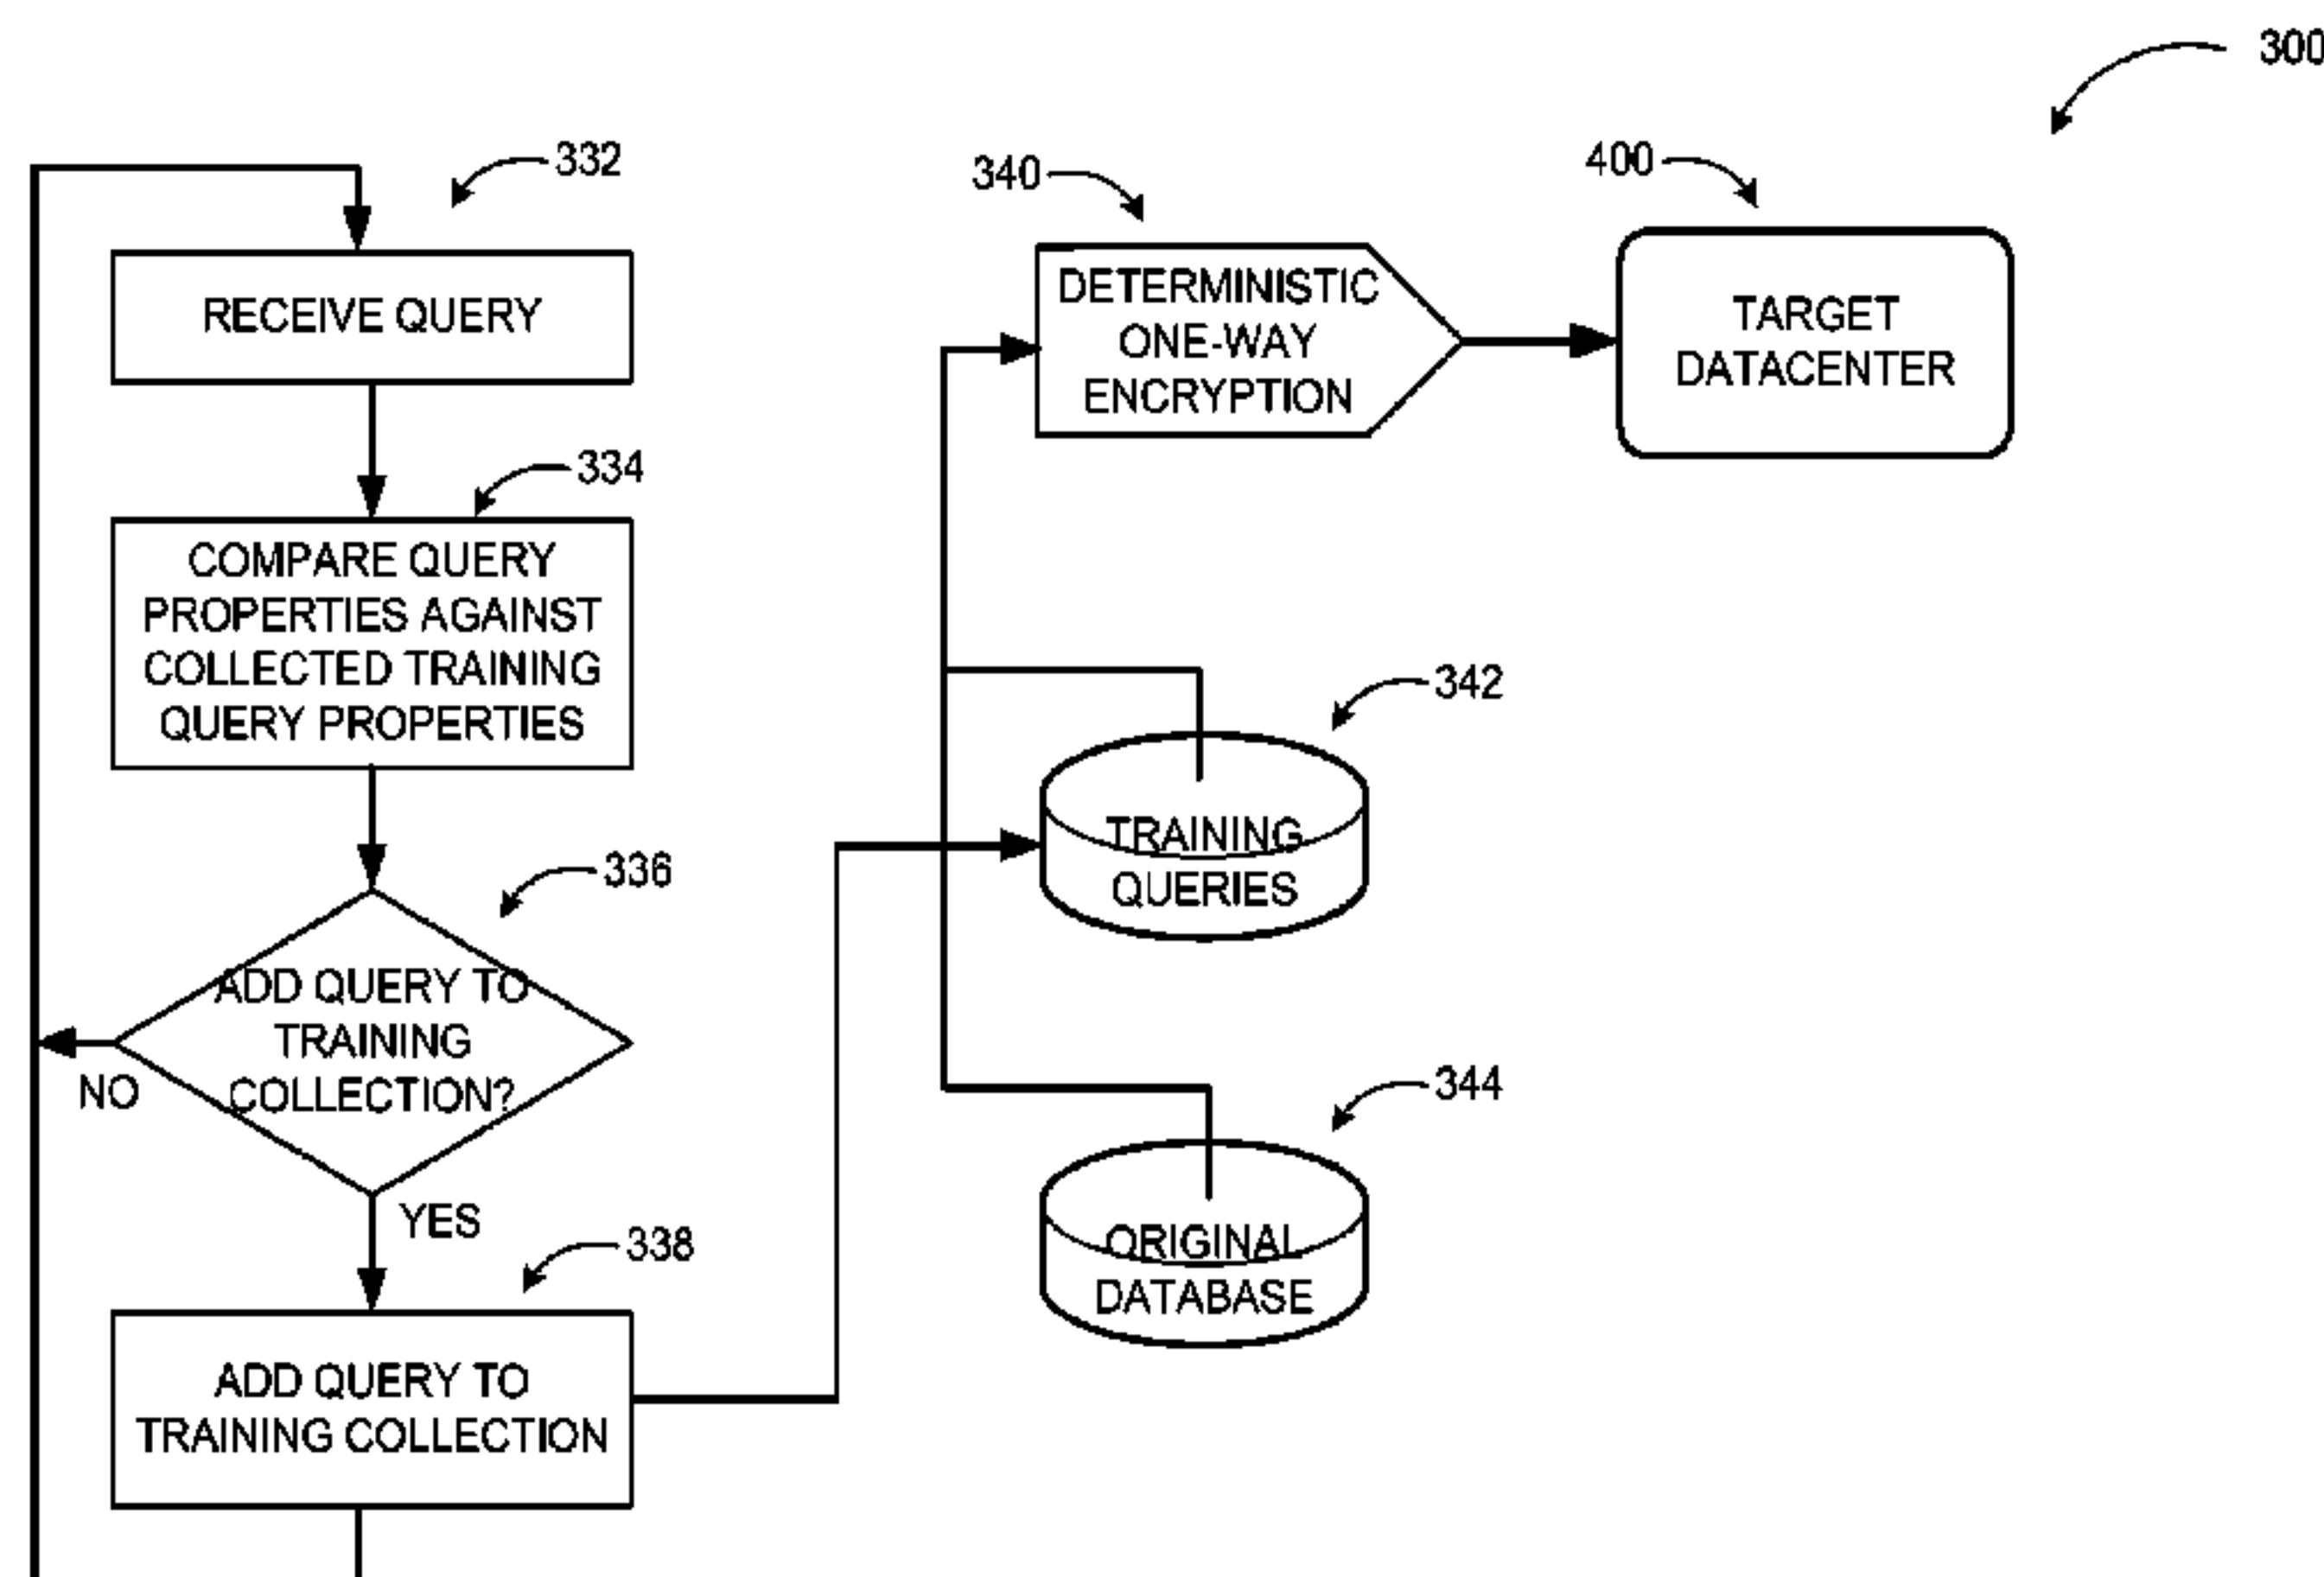 300
332
RECEIVE QUERY
334
COMPARE QUERY
PROPERTIES AGAINST
COLLECTED TRAINING
QUERY PROPERTIES
336
ADD QUERY TO
TRAINING
COLLECTION?
NO
YES
338
ADD QUERY TO
TRAINING COLLECTION
340
DETERMINISTIC
ONE-WAY
ENCRYPTION
400
TARGET
DATACENTER
342
TRAINING
QUERIES
344
ORIGINAL
DATABASE